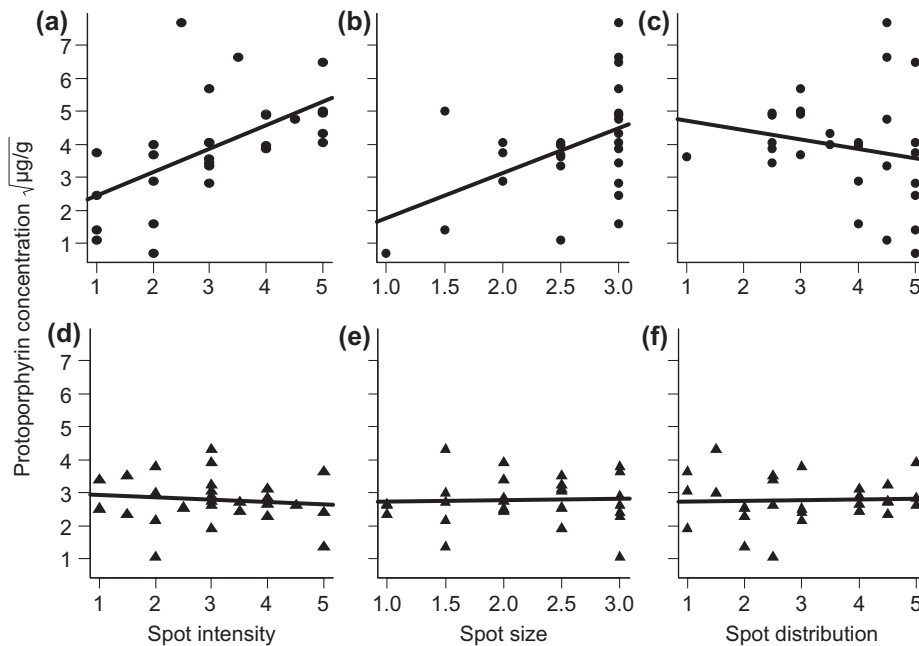 (a)
(b)
(c)
7
6
5
4
3
2
1
1 2 3 4 5
1.0 1.5 2.0 2.5 3.0
1 2 3 4 5
Protoporphyrin concentration √µg/g
(d)
(e)
(f)
7
6
5
4
3
2
1
1 2 3 4 5
1.0 1.5 2.0 2.5 3.0
1 2 3 4 5
Spot intensity
Spot size
Spot distribution